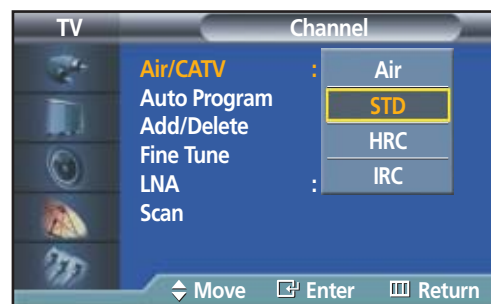 TV Channel
Air/CATV : Air
Auto Program STD
Add/Delete HRC
Fine Tune IRC
LNA :
Scan
Move Enter Return